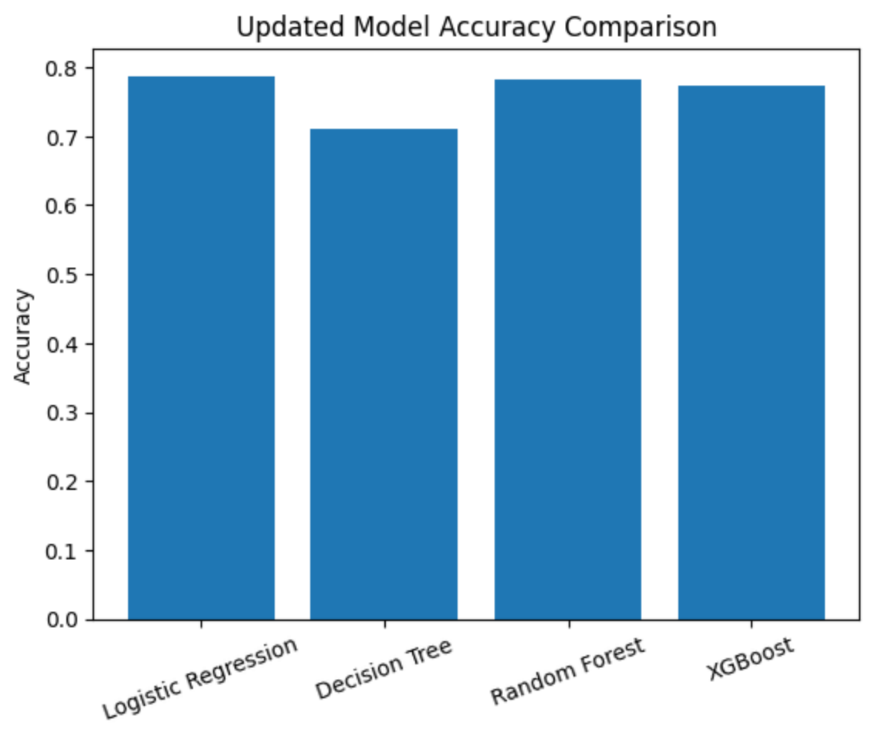 Updated Model Accuracy Comparison
Accuracy
0.8
0.7
0.6
0.5
0.4
0.3
0.2
0.1
0.0
Logistic Regression
Decision Tree
Random Forest
XGBoost